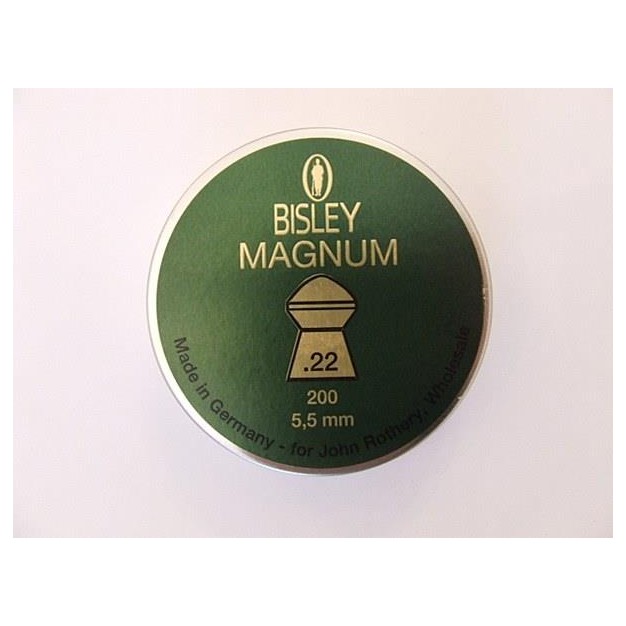 BISLEY
MAGNUM
.22
200
5,5 mm
Made in Germany - for John Rothery, Wholesale